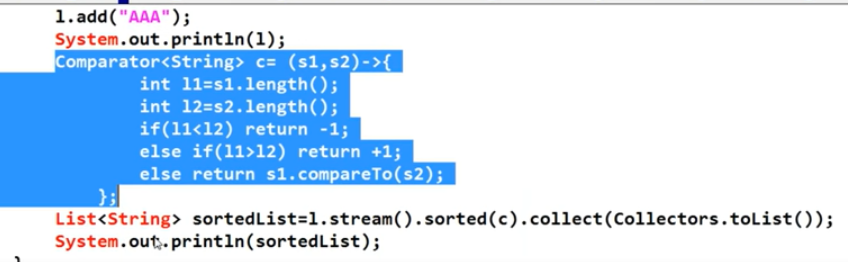 l.add("AAA");
System.out.println(l);
Comparator<String> c= (s1,s2)->{
int l1=s1.length();
int l2=s2.length();
if(l1<l2) return -1;
else if(l1>l2) return +1;
else return s1.compareTo(s2);
};
List<String> sortedList=l.stream().sorted(c).collect(Collectors.toList());
System.out.println(sortedList);
}